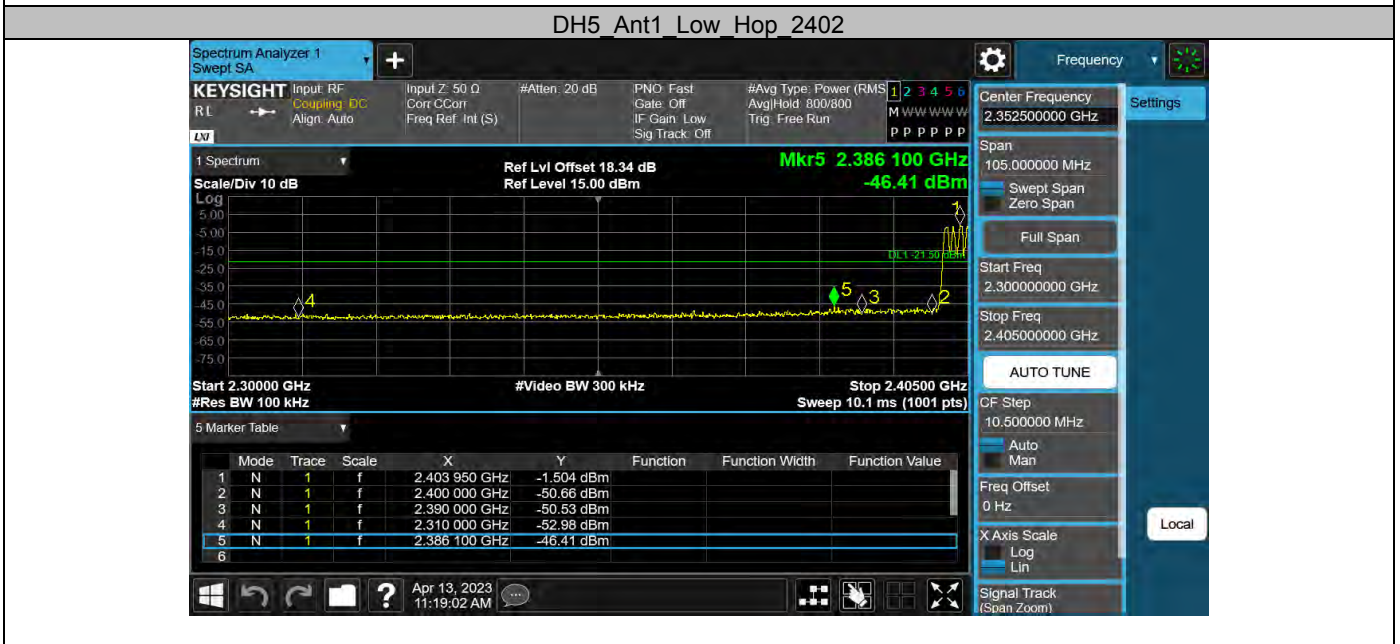 DH5_Ant1_Low_Hop_2402
Spectrum Analyzer 1
Swept SA
Frequency
KEYSIGHT
RL
LXI
Input: RF
Coupling: DC
Align: Auto
Input Z: 50 Ω
Corr CCorr
Freq Ref: Int (S)
#Atten: 20 dB
PNO: Fast
Gate: Off
IF Gain: Low
Sig Track: Off
#Avg Type: Power (RMS
Avg|Hold: 800/800
Trig: Free Run
1 2 3 4 5 6
M W W W W W
P P P P P P
Center Frequency
2.352500000 GHz
Settings
Span
105.000000 MHz
Swept Span
Zero Span
Full Span
Start Freq
2.300000000 GHz
Stop Freq
2.405000000 GHz
AUTO TUNE
CF Step
10.500000 MHz
Auto
Man
Freq Offset
0 Hz
X Axis Scale
Log
Lin
Signal Track
(Span Zoom)
Local
1 Spectrum
Scale/Div 10 dB
Ref Lvl Offset 18.34 dB
Ref Level 15.00 dBm
Mkr5 2.386 100 GHz
-46.41 dBm
Log
5.00
-5.00
-15.0
-25.0
-35.0
-45.0
-55.0
-65.0
-75.0
1
DL1 -21.50 dBm
4
5
3
2
Start 2.30000 GHz
#Video BW 300 kHz
Stop 2.40500 GHz
#Res BW 100 kHz
Sweep 10.1 ms (1001 pts)
5 Marker Table
Mode Trace Scale X Y Function Function Width Function Value
1 N 1 f 2.403 950 GHz -1.504 dBm
2 N 1 f 2.400 000 GHz -50.66 dBm
3 N 1 f 2.390 000 GHz -50.53 dBm
4 N 1 f 2.310 000 GHz -52.98 dBm
5 N 1 f 2.386 100 GHz -46.41 dBm
6
Apr 13, 2023
11:19:02 AM